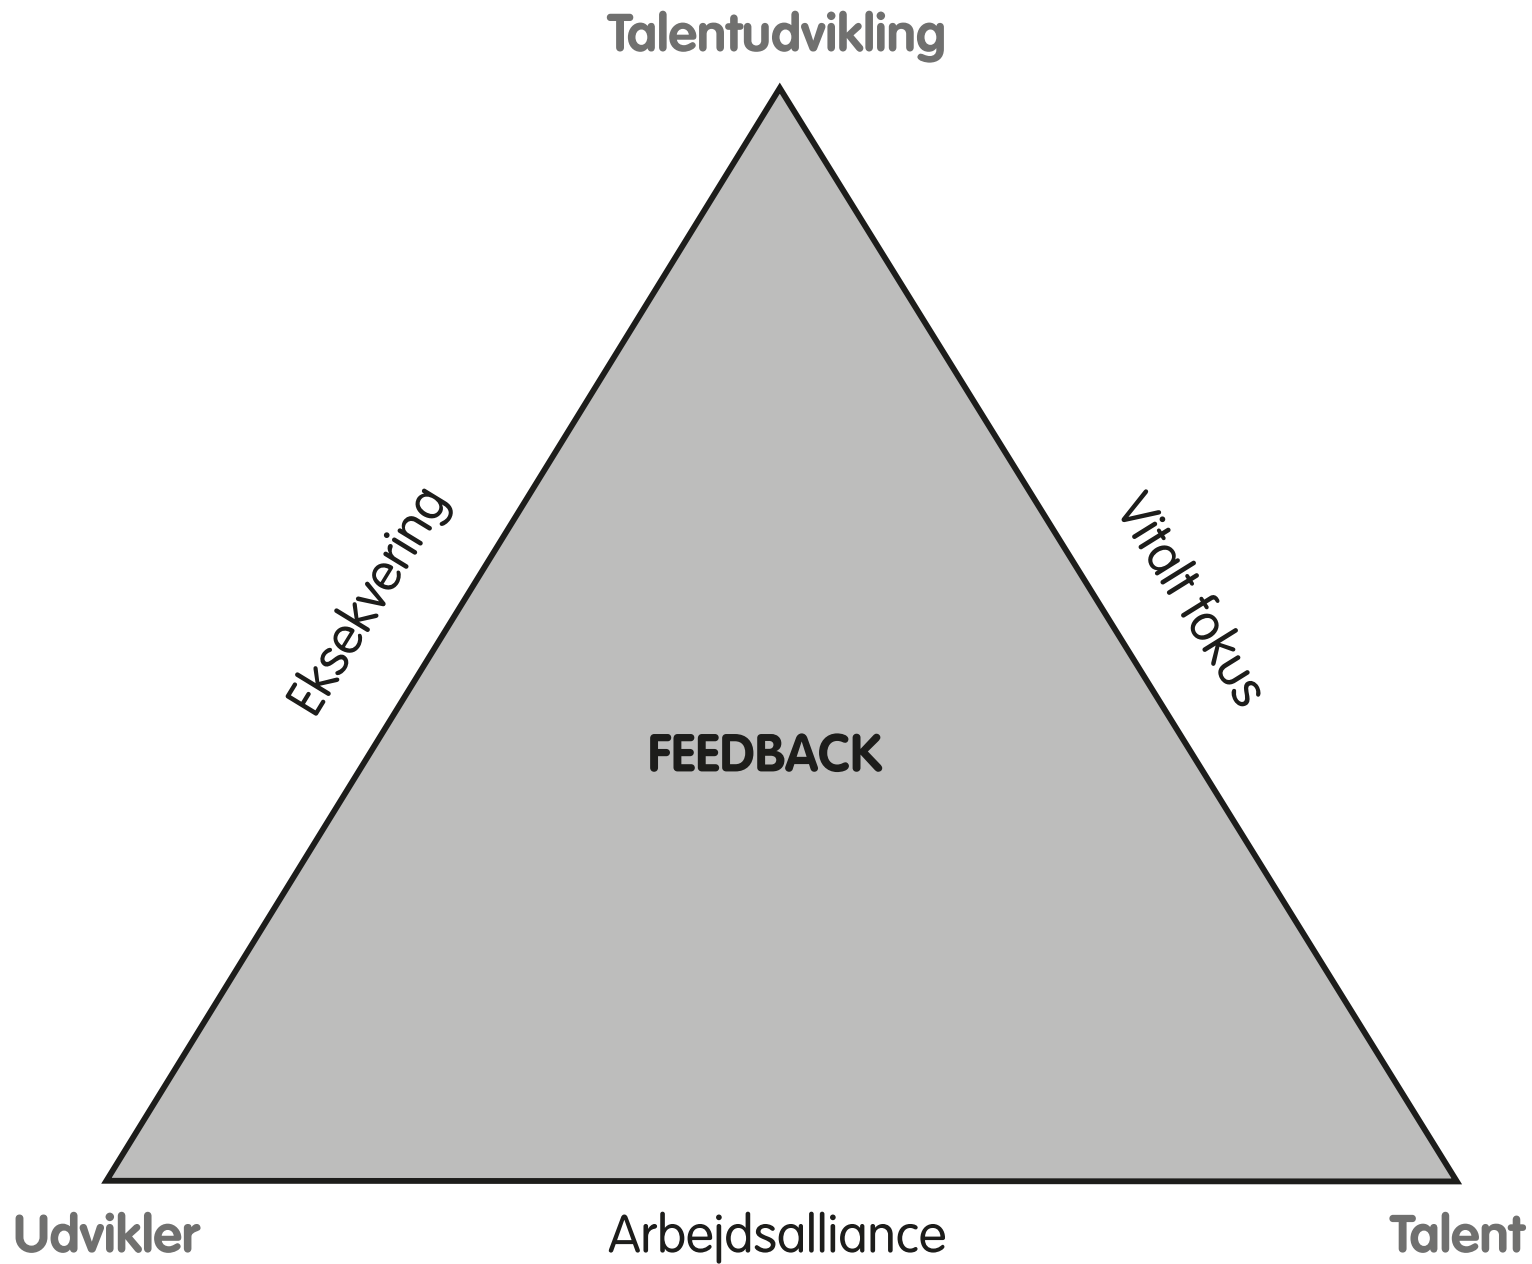 Talentudvikling
Eksekvering
Vitalt fokus
FEEDBACK
Udvikler
Arbejdsalliance
Talent